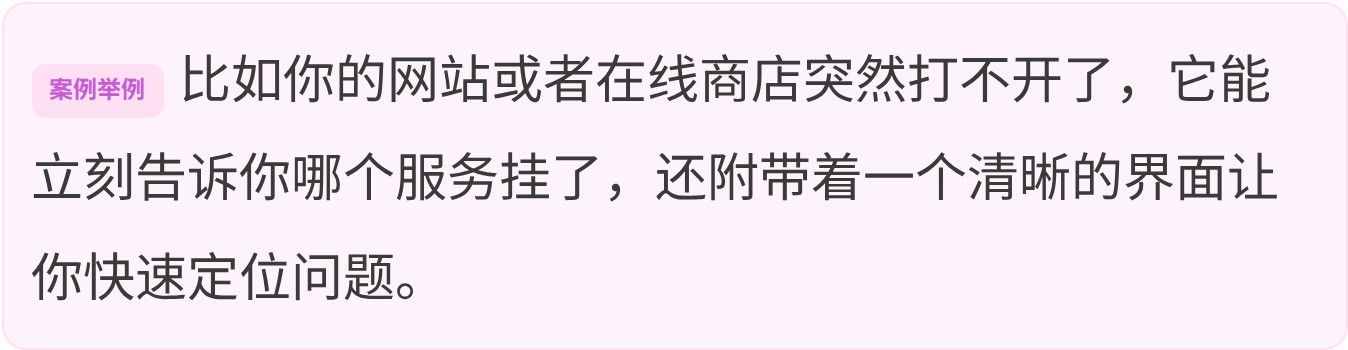 案例举例 比如你的网站或者在线商店突然打不开了，它能
立刻告诉你哪个服务挂了，还附带着一个清晰的界面让
你快速定位问题。